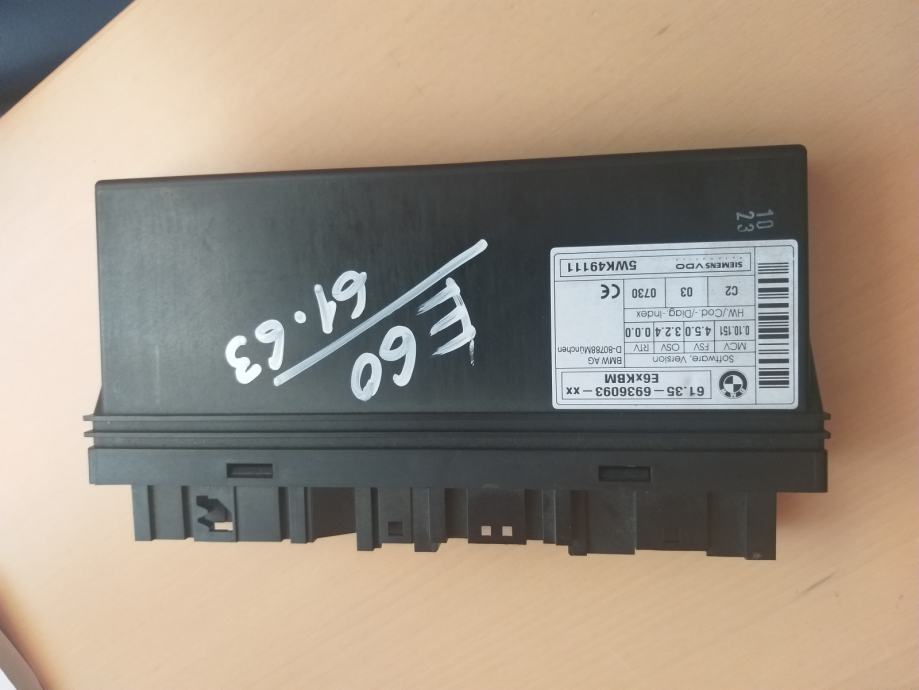 61.35-6936093-xx
E6xKBM
Software, Version
MCV FSV OSV RTV
0.10.151 4.5.0 3.2.4 0.0.0
BMW AG
D-80788München
HW./Cod.-/Diag.-Index
C2 03 0730
CE
SIEMENS VDO
5WK49111
10
23
E60
61.63